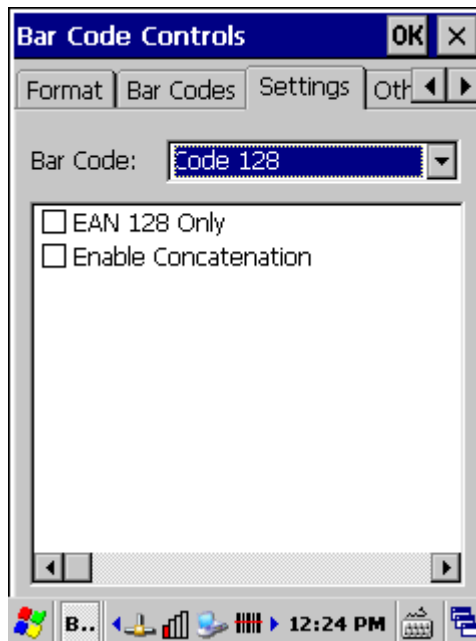 Bar Code Controls OK ×
Format Bar Codes Settings Oth
Bar Code: Code 128
EAN 128 Only
Enable Concatenation
B.. 12:24 PM